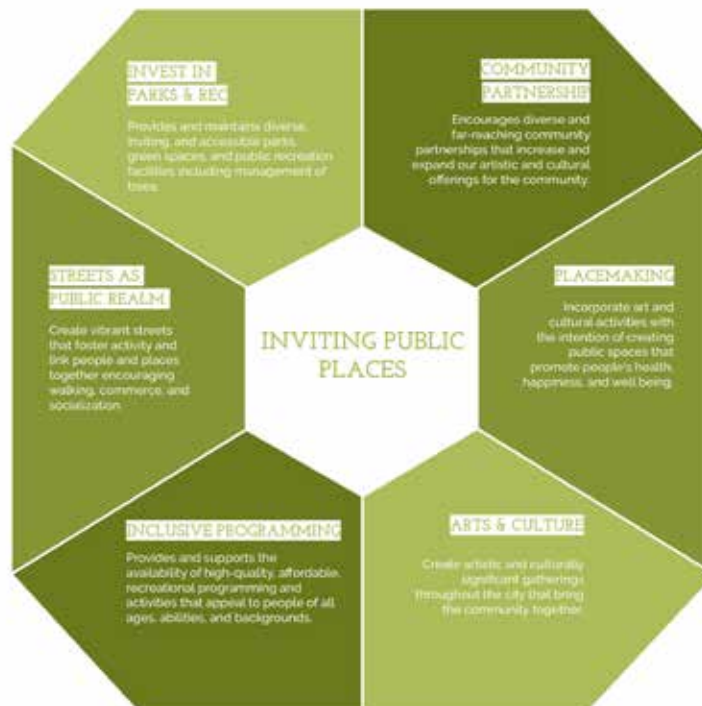 INVEST IN
PARKS & REC
Provides and maintains diverse,
inviting, and accessible parks,
green spaces, and public recreation
facilities including management of
trees.
COMMUNITY
PARTNERSHIP
Encourages diverse and
far-reaching community
partnerships that increase and
expand our artistic and cultural
offerings for the community.
STREETS AS
PUBLIC REALM
Create vibrant streets
that foster activity and
link people and places
together encouraging
walking, commerce, and
socialization.
INVITING PUBLIC
PLACES
PLACEMAKING
Incorporate art and
cultural activities with
the intention of creating
public spaces that
promote people's health,
happiness, and well being.
INCLUSIVE PROGRAMMING
Provides and supports the
availability of high-quality, affordable,
recreational programming and
activities that appeal to people of all
ages, abilities, and backgrounds.
ARTS & CULTURE
Create artistic and culturally
significant gatherings
throughout the city that bring
the community together.